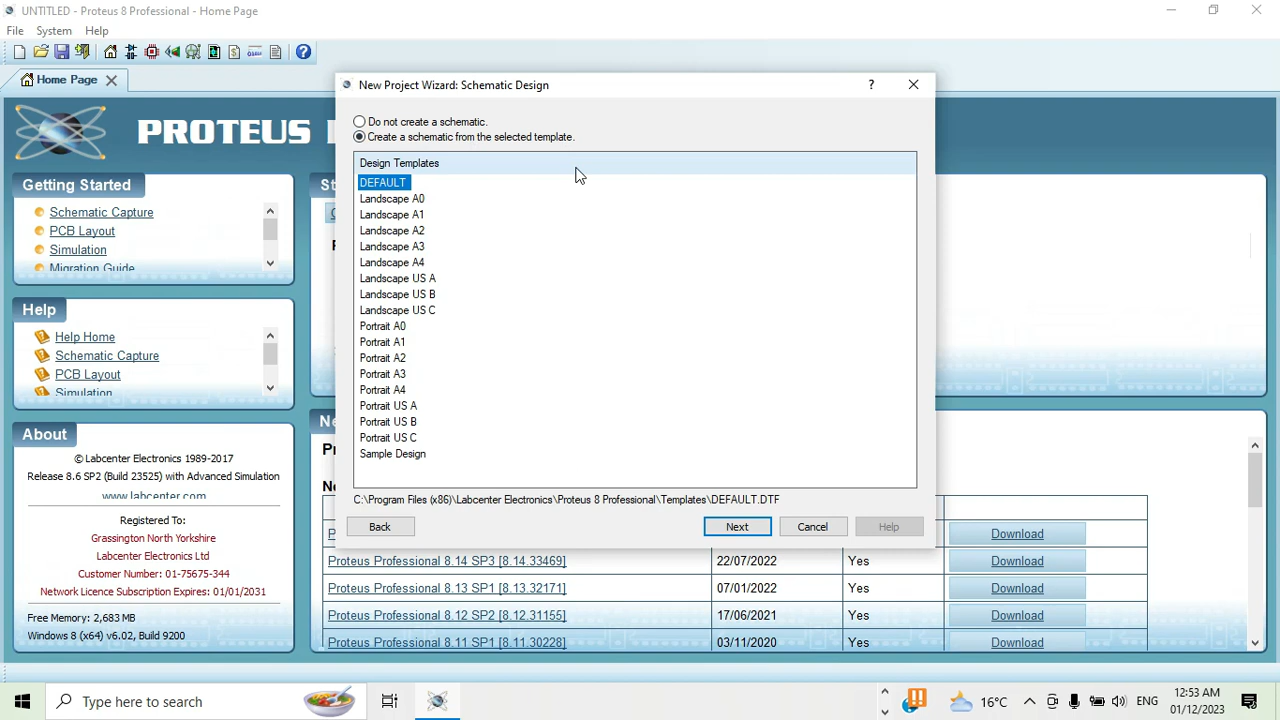 UNTITLED - Proteus 8 Professional - Home Page
File System Help
Home Page
PROTEUS
New Project Wizard: Schematic Design
Do not create a schematic.
Create a schematic from the selected template.
Design Templates
DEFAULT
Landscape A0
Landscape A1
Landscape A2
Landscape A3
Landscape A4
Landscape US A
Landscape US B
Landscape US C
Portrait A0
Portrait A1
Portrait A2
Portrait A3
Portrait A4
Portrait US A
Portrait US B
Portrait US C
Sample Design
C:\Program Files (x86)\Labcenter Electronics\Proteus 8 Professional\Templates\DEFAULT.DTF
Back Next Cancel Help
Getting Started
Schematic Capture
PCB Layout
Simulation
Migration Guide
Help
Help Home
Schematic Capture
PCB Layout
Simulation
About
© Labcenter Electronics 1989-2017
Release 8.6 SP2 (Build 23525) with Advanced Simulation
www.labcenter.com
Registered To:
Grassington North Yorkshire
Labcenter Electronics Ltd
Customer Number: 01-75675-344
Network Licence Subscription Expires: 01/01/2031
Free Memory: 2,683 MB
Windows 8 (x64) v6.02, Build 9200
Download
Proteus Professional 8.14 SP3 [8.14.33469] 22/07/2022 Yes Download
Proteus Professional 8.13 SP1 [8.13.32171] 07/01/2022 Yes Download
Proteus Professional 8.12 SP2 [8.12.31155] 17/06/2021 Yes Download
Proteus Professional 8.11 SP1 [8.11.30228] 03/11/2020 Yes Download
Type here to search
16°C
ENG
12:53 AM
01/12/2023